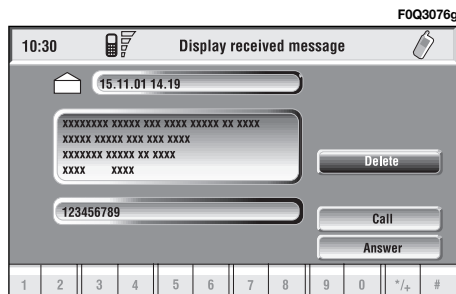 F0Q3076g
10:30 Display received message
15.11.01 14.19
xxxxxxxx xxxxx xxx xxxx xxxxx xx xxxx
xxxxx xxxxx xxx xxx xxxx
xxxxxxx xxxxx xx xxxx
xxxx xxxx
Delete
123456789
Call
Answer
1 2 3 4 5 6 7 8 9 0 */+ #